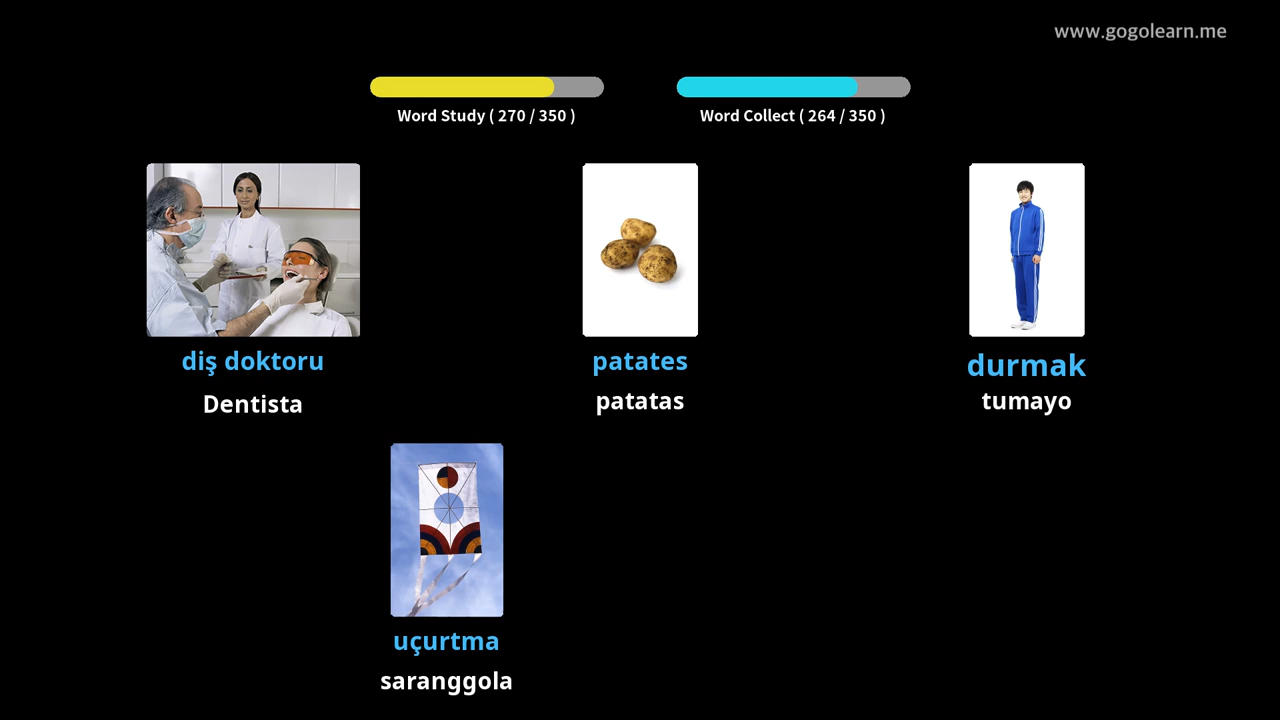 www.gogolearn.me
Word Study ( 270 / 350 )
Word Collect ( 264 / 350 )
diş doktoru
Dentista
patates
patatas
durmak
tumayo
uçurtma
saranggola